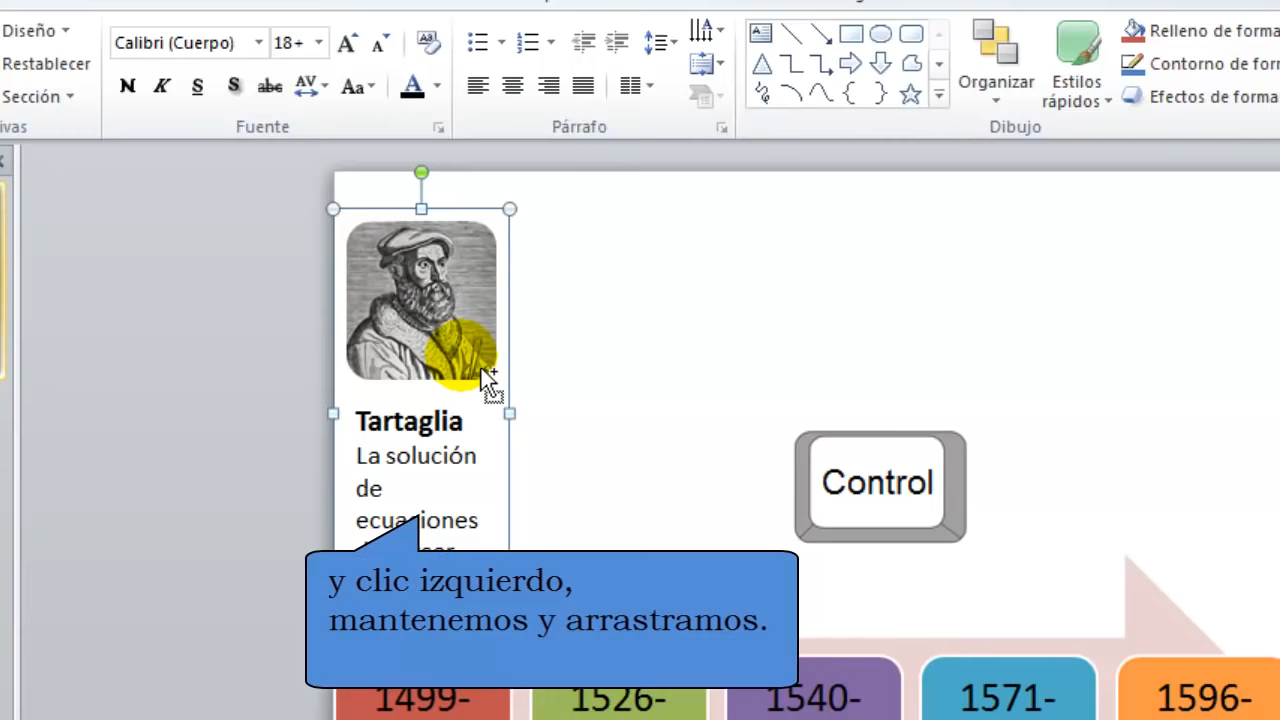 Diseño
Restablecer
Sección
Calibri (Cuerpo)
18+
A A Aa
N K S S abc AV Aa A
Fuente
Párrafo
Organizar
Estilos
rápidos
Relleno de forma
Contorno de for
Efectos de forma
Dibujo
Tartaglia
La solución
de
ecuaciones
Control
y clic izquierdo,
mantenemos y arrastramos.
1499-
1526-
1540-
1571-
1596-